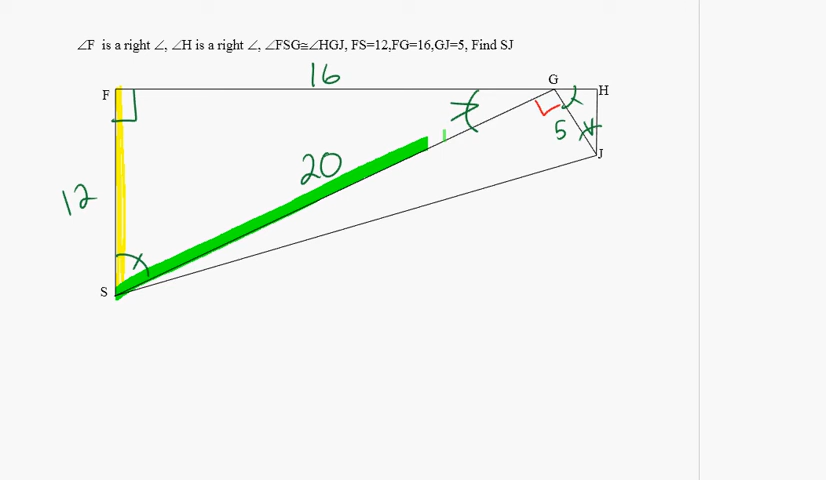 ∠F is a right ∠, ∠H is a right ∠, ∠FSG≅∠HGJ, FS=12,FG=16,GJ=5, Find SJ
16
G
F
H
5
J
20
12
x
S